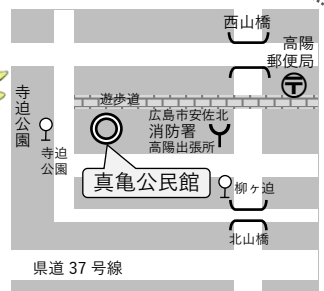 西山橋
高陽
郵便局
寺迫公園
遊歩道
広島市安佐北
消防署
高陽出張所
寺迫
公園
真亀公民館
柳ヶ迫
北山橋
県道 37 号線